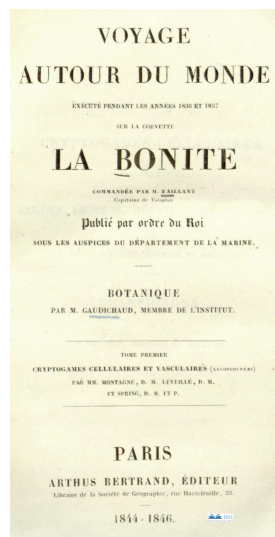 VOYAGE
AUTOUR DU MONDE
EXÉCUTÉ PENDANT LES ANNÉES 1836 ET 1837
SUR LA CORVETTE
LA BONITE
COMMANDÉE PAR M. VAILLANT
Capitaine de Vaisseau
Publié par ordre du Roi
SOUS LES AUSPICES DU DÉPARTEMENT DE LA MARINE.
BOTANIQUE
PAR M. GAUDICHAUD, MEMBRE DE L'INSTITUT.
TOME PREMIER
CRYPTOGAMES CELLULAIRES ET VASCULAIRES (LYCOPODINÉES)
PAR MM. MONTAGNE, D. M. LÉVEILLÉ, D. M.
ET SPRING, D. M. ET P.
PARIS
ARTHUS BERTRAND, ÉDITEUR
Libraire de la Société de Géographie, rue Hautefeuille, 23.
1844-1846.